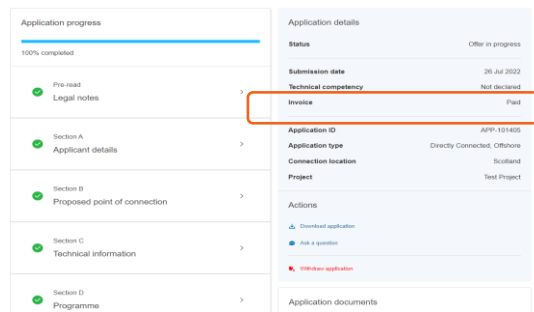 Application progress
100% completed
Pre-read
Legal notes
Section A
Applicant details
Section B
Proposed point of connection
Section C
Technical information
Section D
Programme
Application details
Status Offer in progress
Submission date 26 Jul 2022
Technical competency Not declared
Invoice Paid
Application ID APP-101405
Application type Directly Connected, Offshore
Connection location Scotland
Project Test Project
Actions
Download application
Ask a question
Withdraw application
Application documents